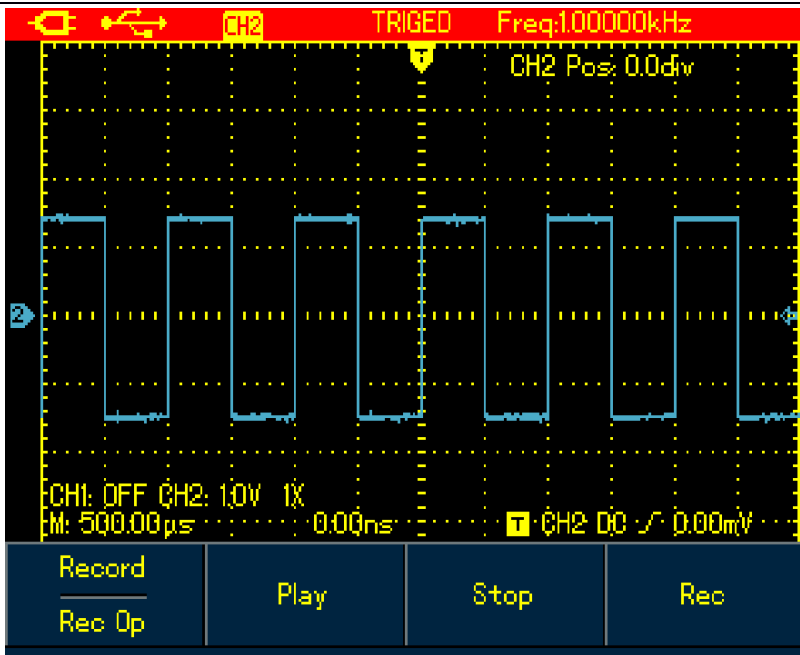 CH2 TRIGED Freq:1.00000kHz
T
CH2 Pos: 0.0div
2
CH1: OFF CH2: 1.0V 1X
M: 500.00µs 0.00ns T CH2 DC 0.00mV
Record Play Stop Rec
Rec Op